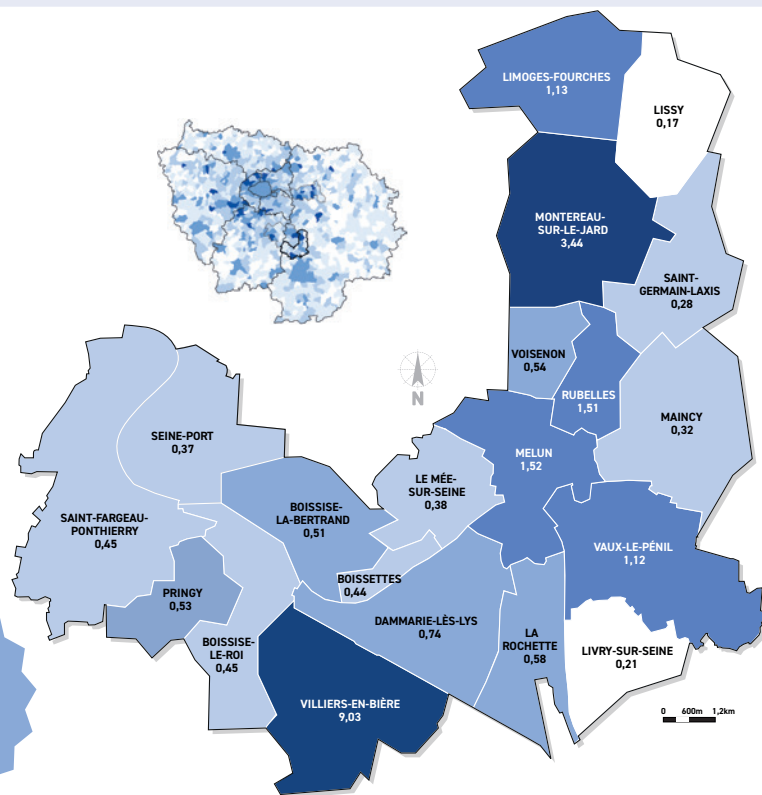 LIMOGES-FOURCHES
1,13
LISSY
0,17
MONTEREAU-
SUR-LE-JARD
3,44
SAINT-
GERMAIN-LAXIS
0,28
VOISENON
0,54
RUBELLES
1,51
MAINCY
0,32
N
SEINE-PORT
0,37
MELUN
1,52
LE MÉE-
SUR-SEINE
0,38
BOISSISE-
LA-BERTRAND
0,51
SAINT-FARGEAU-
PONTHIERRY
0,45
VAUX-LE-PÉNIL
1,12
BOISSETTES
0,44
PRINGY
0,53
DAMMARIE-LÈS-LYS
0,74
LA
ROCHETTE
0,58
BOISSISE-
LE-ROI
0,45
LIVRY-SUR-SEINE
0,21
VILLIERS-EN-BIÈRE
9,03
0 600m 1,2km